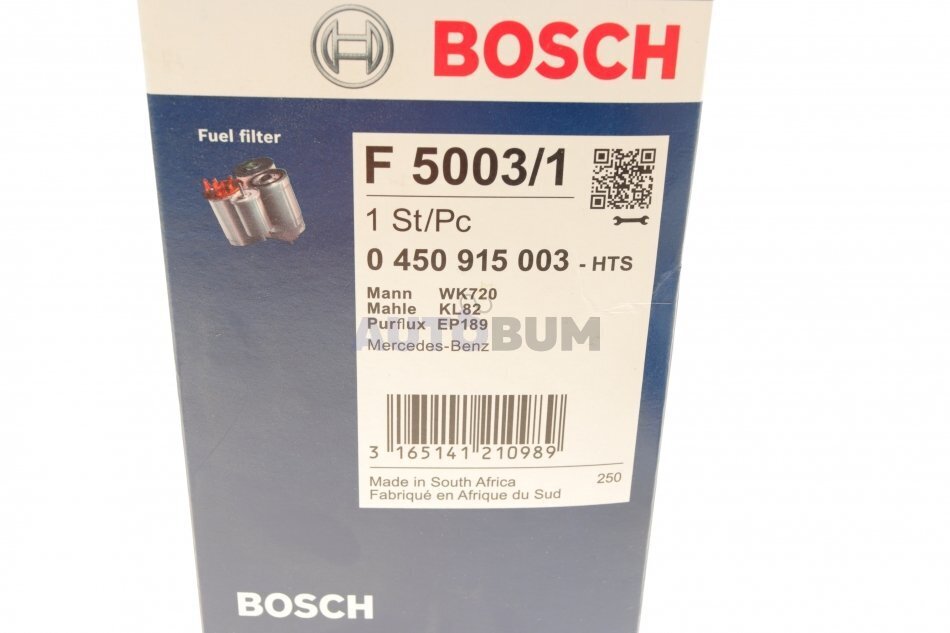 BOSCH
Fuel filter
F 5003/1
1 St/Pc
0 450 915 003 - HTS
Mann WK720
Mahle KL82
Purflux EP189
AUTOBUM
Mercedes-Benz
3 165141 210989
Made in South Africa 250
Fabriqué en Afrique du Sud
BOSCH